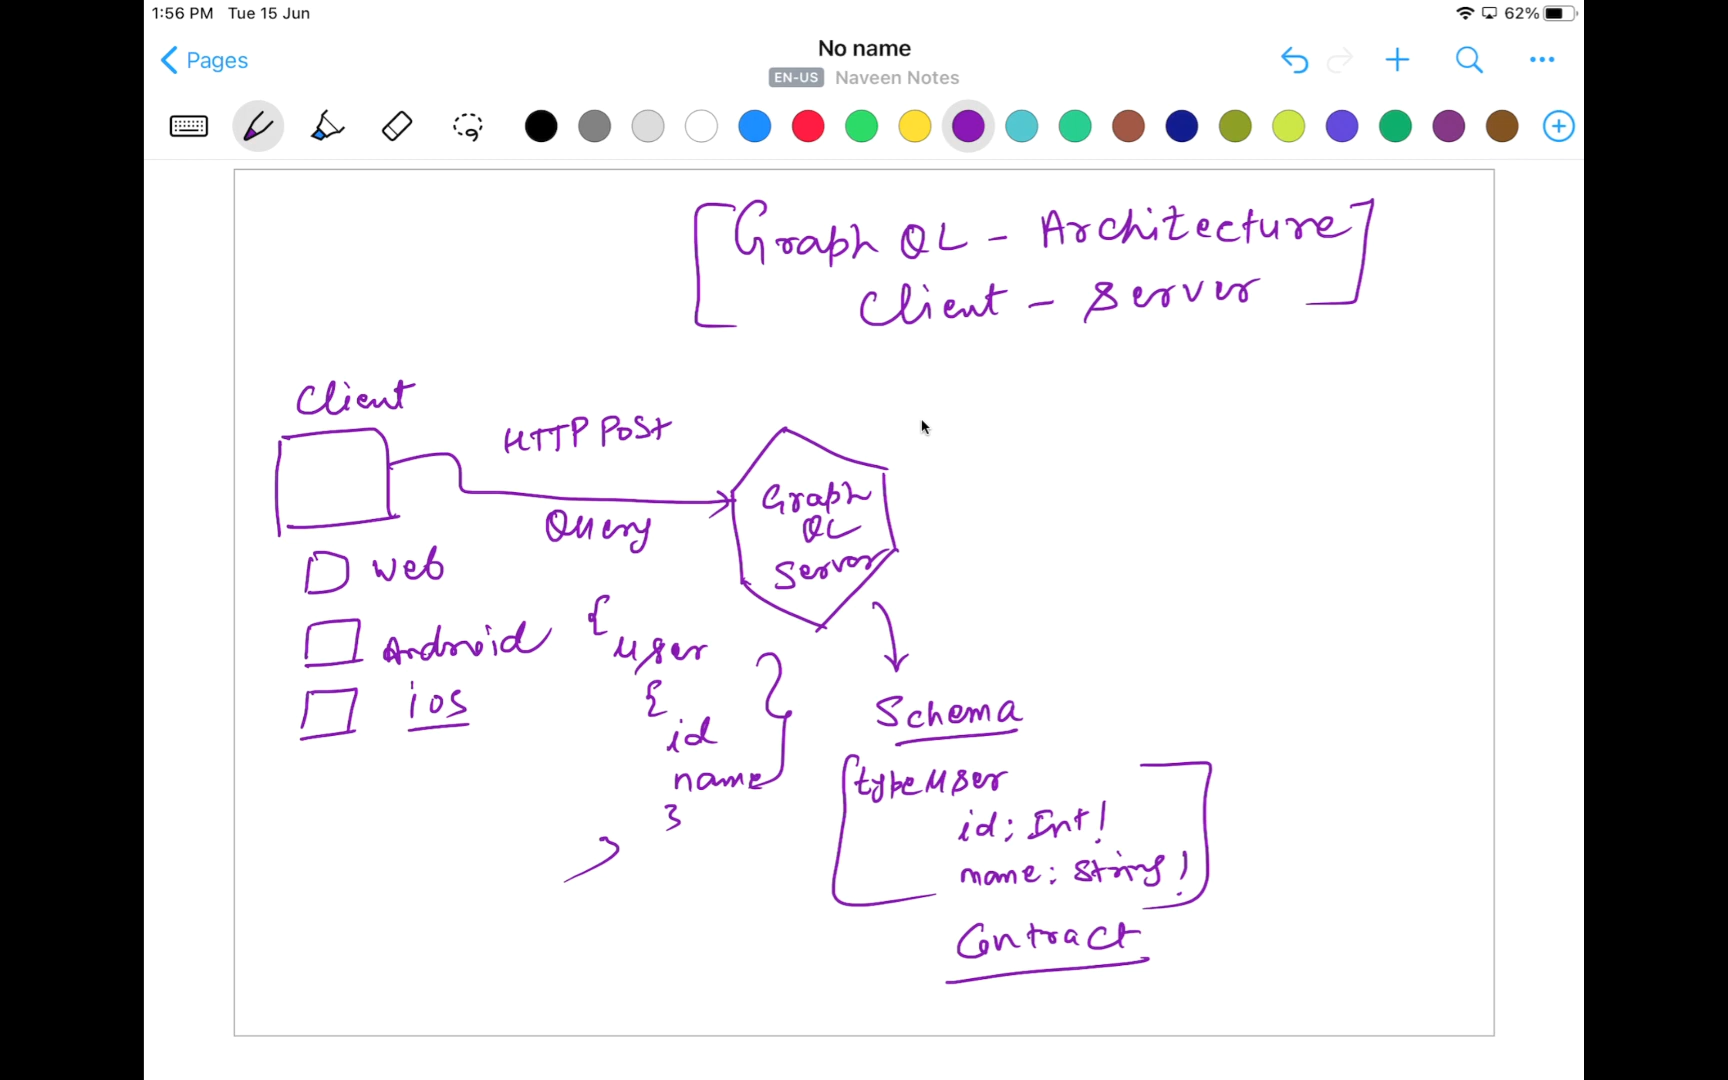 1:56 PM Tue 15 Jun
62%
Pages
No name
EN-US Naveen Notes
[Graph QL - Architecture]
Client - Server
Client
HTTP Post
Query
Graph
QL
Server
Web
Android
ios
{
user
{
id
name
}
}
Schema
type User
id: Int!
name: String!
Contract